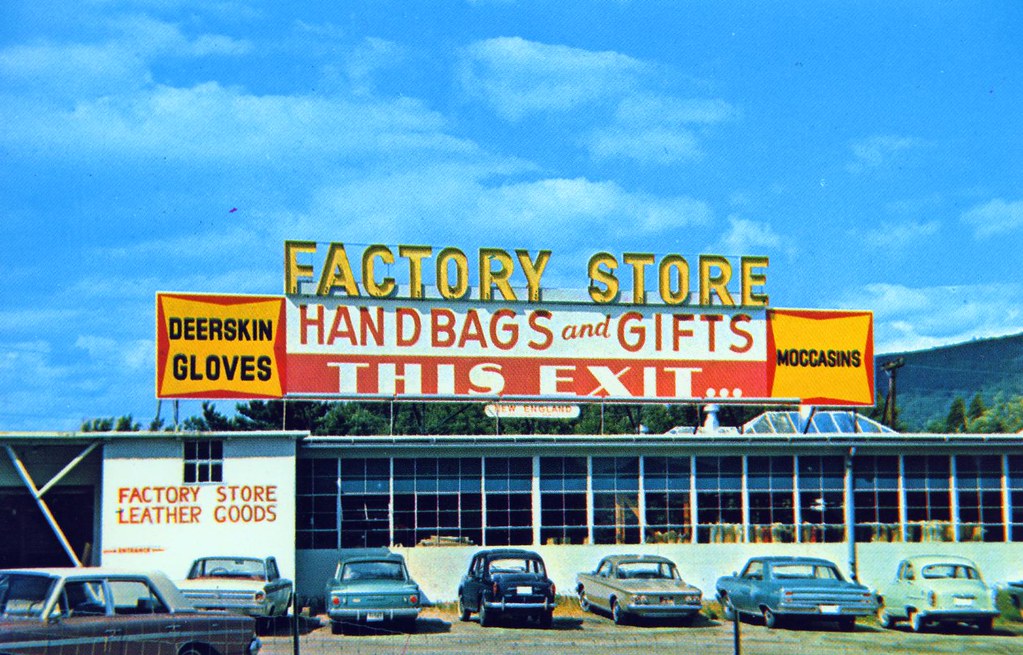 FACTORY STORE
DEERSKIN
GLOVES
HANDBAGS and GIFTS
THIS EXIT...
MOCCASINS
NEW ENGLAND
FACTORY STORE
LEATHER GOODS
ENTRANCE